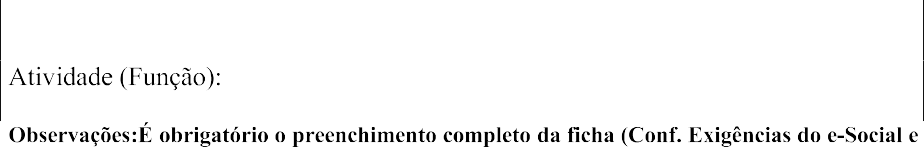 Atividade (Função):
Observações:É obrigatório o preenchimento completo da ficha (Conf. Exigências do e-Social e